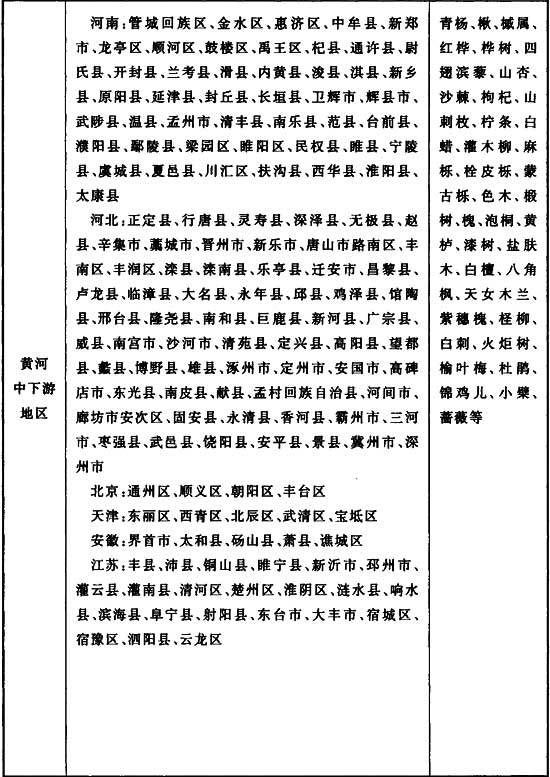 黄河
中下游
地区
河南:管城回族区、金水区、惠济区、中牟县、新郑
市、龙亭区、顺河区、鼓楼区、禹王区、杞县、通许县、尉
氏县、开封县、兰考县、滑县、内黄县、浚县、淇县、新乡
县、原阳县、延津县、封丘县、长垣县、卫辉市、辉县市、
武陟县、温县、孟州市、清丰县、南乐县、范县、台前县、
濮阳县、鄢陵县、梁园区、睢阳区、民权县、睢县、宁陵
县、虞城县、夏邑县、川汇区、扶沟县、西华县、淮阳县、
太康县
河北:正定县、行唐县、灵寿县、深泽县、无极县、赵
县、辛集市、藁城市、晋州市、新乐市、唐山市路南区、丰
南区、丰润区、滦县、滦南县、乐亭县、迁安市、昌黎县、
卢龙县、临漳县、大名县、永年县、邱县、鸡泽县、馆陶
县、邢台县、隆尧县、南和县、巨鹿县、新河县、广宗县、
威县、南宫市、沙河市、清苑县、定兴县、高阳县、望都
县、蠡县、博野县、雄县、涿州市、定州市、安国市、高碑
店市、东光县、南皮县、献县、孟村回族自治县、河间市、
廊坊市安次区、固安县、永清县、香河县、霸州市、三河
市、枣强县、武邑县、饶阳县、安平县、景县、冀州市、深
州市
北京:通州区、顺义区、朝阳区、丰台区
天津:东丽区、西青区、北辰区、武清区、宝坻区
安徽:界首市、太和县、砀山县、萧县、谯城区
江苏:丰县、沛县、铜山县、睢宁县、新沂市、邳州市、
灌云县、灌南县、清河区、楚州区、淮阴区、涟水县、响水
县、滨海县、阜宁县、射阳县、东台市、大丰市、宿城区、
宿豫区、泗阳县、云龙区
青杨、楸、槭属、
红桦、桦树、四
翅滨藜、山杏、
沙棘、枸杞、山
刺枚、柠条、白
蜡、灌木柳、麻
栎、栓皮栎、蒙
古栎、色木、椴
树、槐、泡桐、黄
栌、漆树、盐肤
木、白檀、八角
枫、天女木兰、
紫穗槐、柽柳、
白刺、火炬树、
榆叶梅、杜鹃、
锦鸡儿、小檗、
蔷薇等